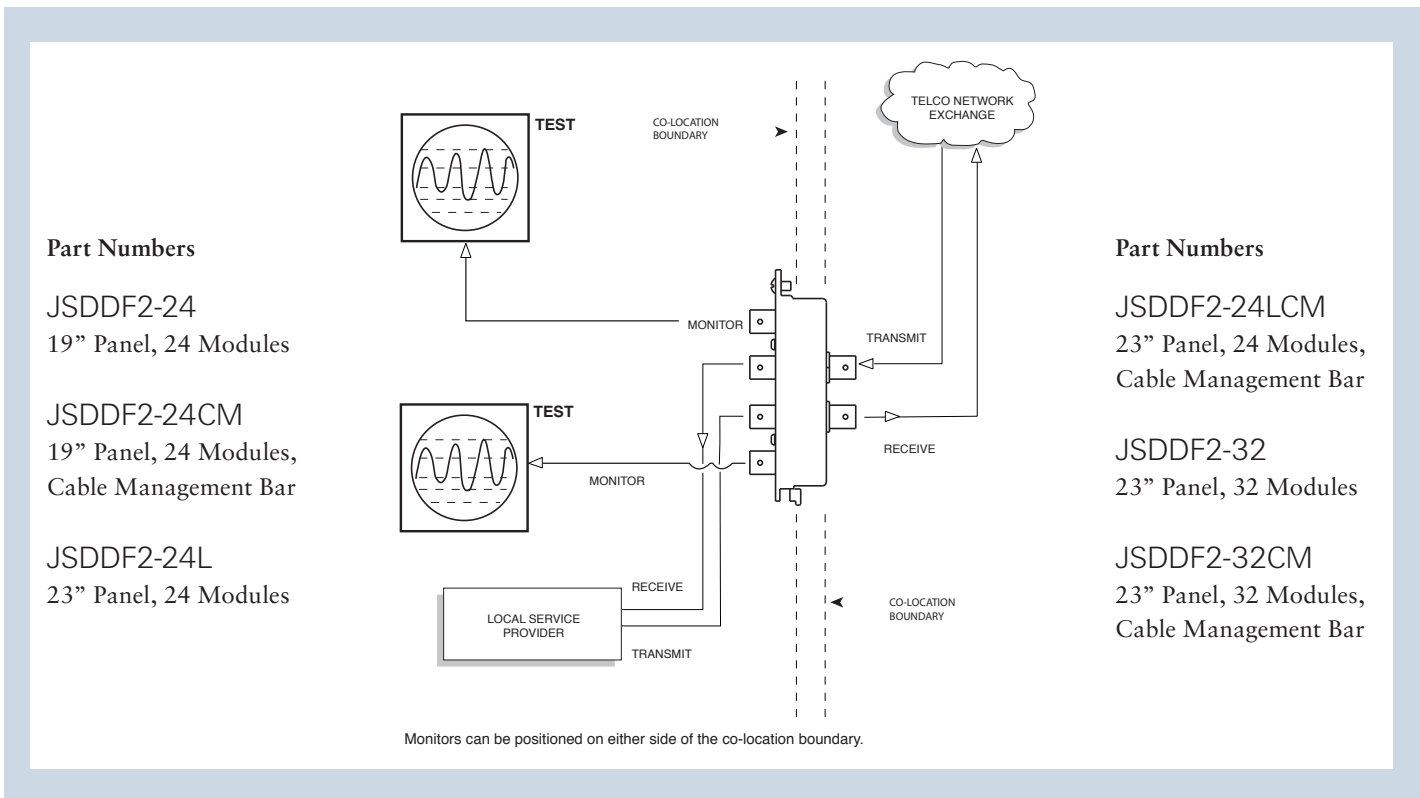 Part Numbers
JSDDF2-24
19” Panel, 24 Modules
JSDDF2-24CM
19” Panel, 24 Modules,
Cable Management Bar
JSDDF2-24L
23” Panel, 24 Modules
TEST
CO-LOCATION
BOUNDARY
TELCO NETWORK
EXCHANGE
MONITOR
TRANSMIT
TEST
MONITOR
RECEIVE
RECEIVE
LOCAL SERVICE
PROVIDER
TRANSMIT
CO-LOCATION
BOUNDARY
Monitors can be positioned on either side of the co-location boundary.
Part Numbers
JSDDF2-24LCM
23” Panel, 24 Modules,
Cable Management Bar
JSDDF2-32
23” Panel, 32 Modules
JSDDF2-32CM
23” Panel, 32 Modules,
Cable Management Bar